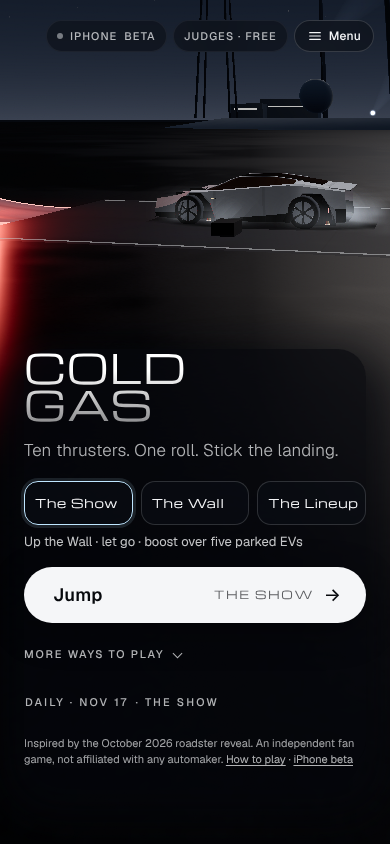 IPHONE BETA
JUDGES · FREE
Menu
COLD
GAS
Ten thrusters. One roll. Stick the landing.
The Show
The Wall
The Lineup
Up the Wall · let go · boost over five parked EVs
Jump
THE SHOW
MORE WAYS TO PLAY
DAILY · NOV 17 · THE SHOW
Inspired by the October 2026 roadster reveal. An independent fan
game, not affiliated with any automaker. How to play · iPhone beta